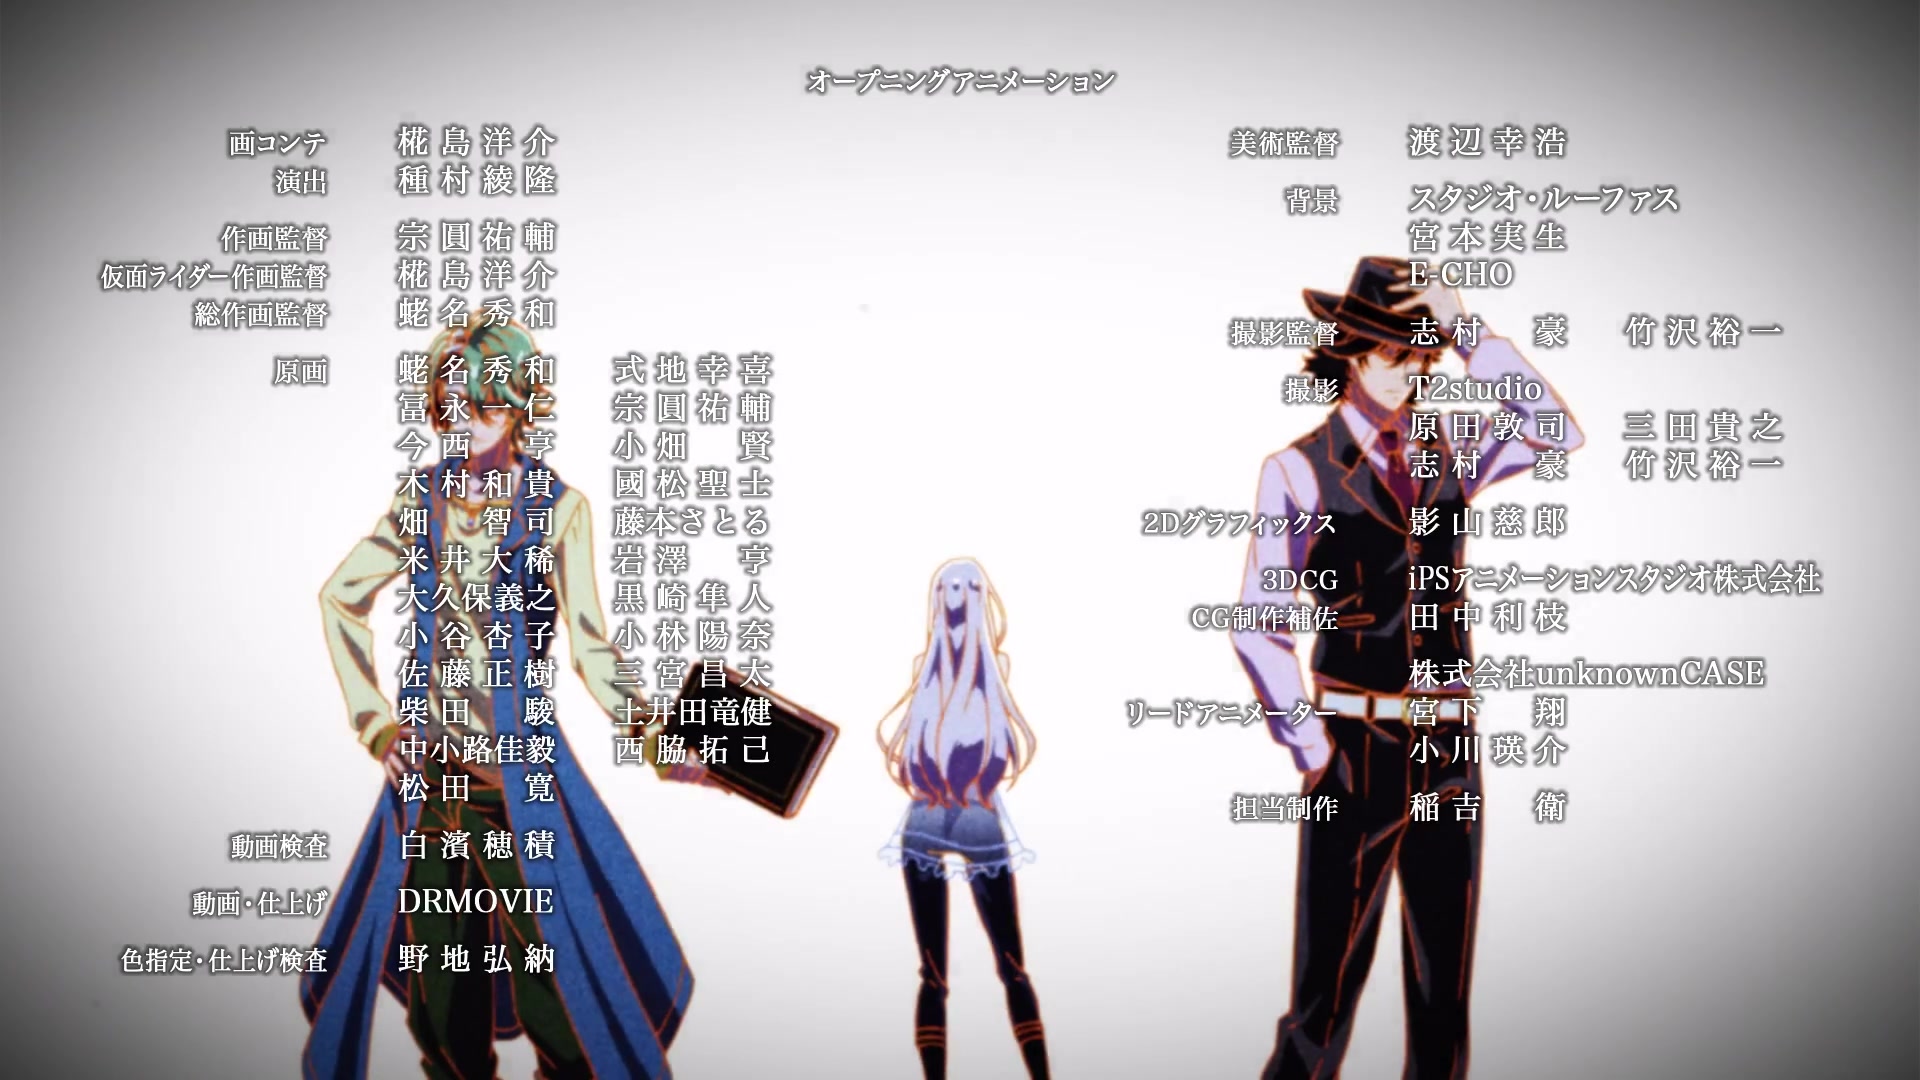 オープニングアニメーション
画コンテ 椛島洋介
演出 種村綾隆
作画監督 宗圓祐輔
仮面ライダー作画監督 椛島洋介
総作画監督 蛯名秀和
原画 蛯名秀和 式地幸喜
冨永一仁 宗圓祐輔
今西亨 小畑賢
木村和貴 國松聖士
畑智司 藤本さとる
米井大稀 岩澤亨
大久保義之 黒崎隼人
小谷杏子 小林陽奈
佐藤正樹 三宮昌太
柴田駿 土井田竜健
中小路佳毅 西脇拓己
松田寛
動画検査 白濱穂積
動画・仕上げ DRMOVIE
色指定・仕上げ検査 野地弘納
美術監督 渡辺幸浩
背景 スタジオ・ルーファス
宮本実生
E-CHO
撮影監督 志村豪 竹沢裕一
撮影 T2studio
原田敦司 三田貴之
志村豪 竹沢裕一
2Dグラフィックス 影山慈郎
3DCG iPSアニメーションスタジオ株式会社
CG制作補佐 田中利枝
株式会社unknownCASE
リードアニメーター 宮下翔
小川瑛介
担当制作 稲吉衛